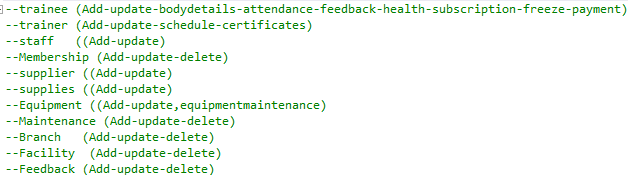 --trainee (Add-update-bodydetails-attendance-feedback-health-subscription-freeze-payment)
--trainer (Add-update-schedule-certificates)
--staff   ((Add-update)
--Membership (Add-update-delete)
--supplier ((Add-update)
--supplies ((Add-update)
--Equipment ((Add-update,equipmentmaintenance)
--Maintenance (Add-update-delete)
--Branch   (Add-update-delete)
--Facility  (Add-update-delete)
--Feedback (Add-update-delete)